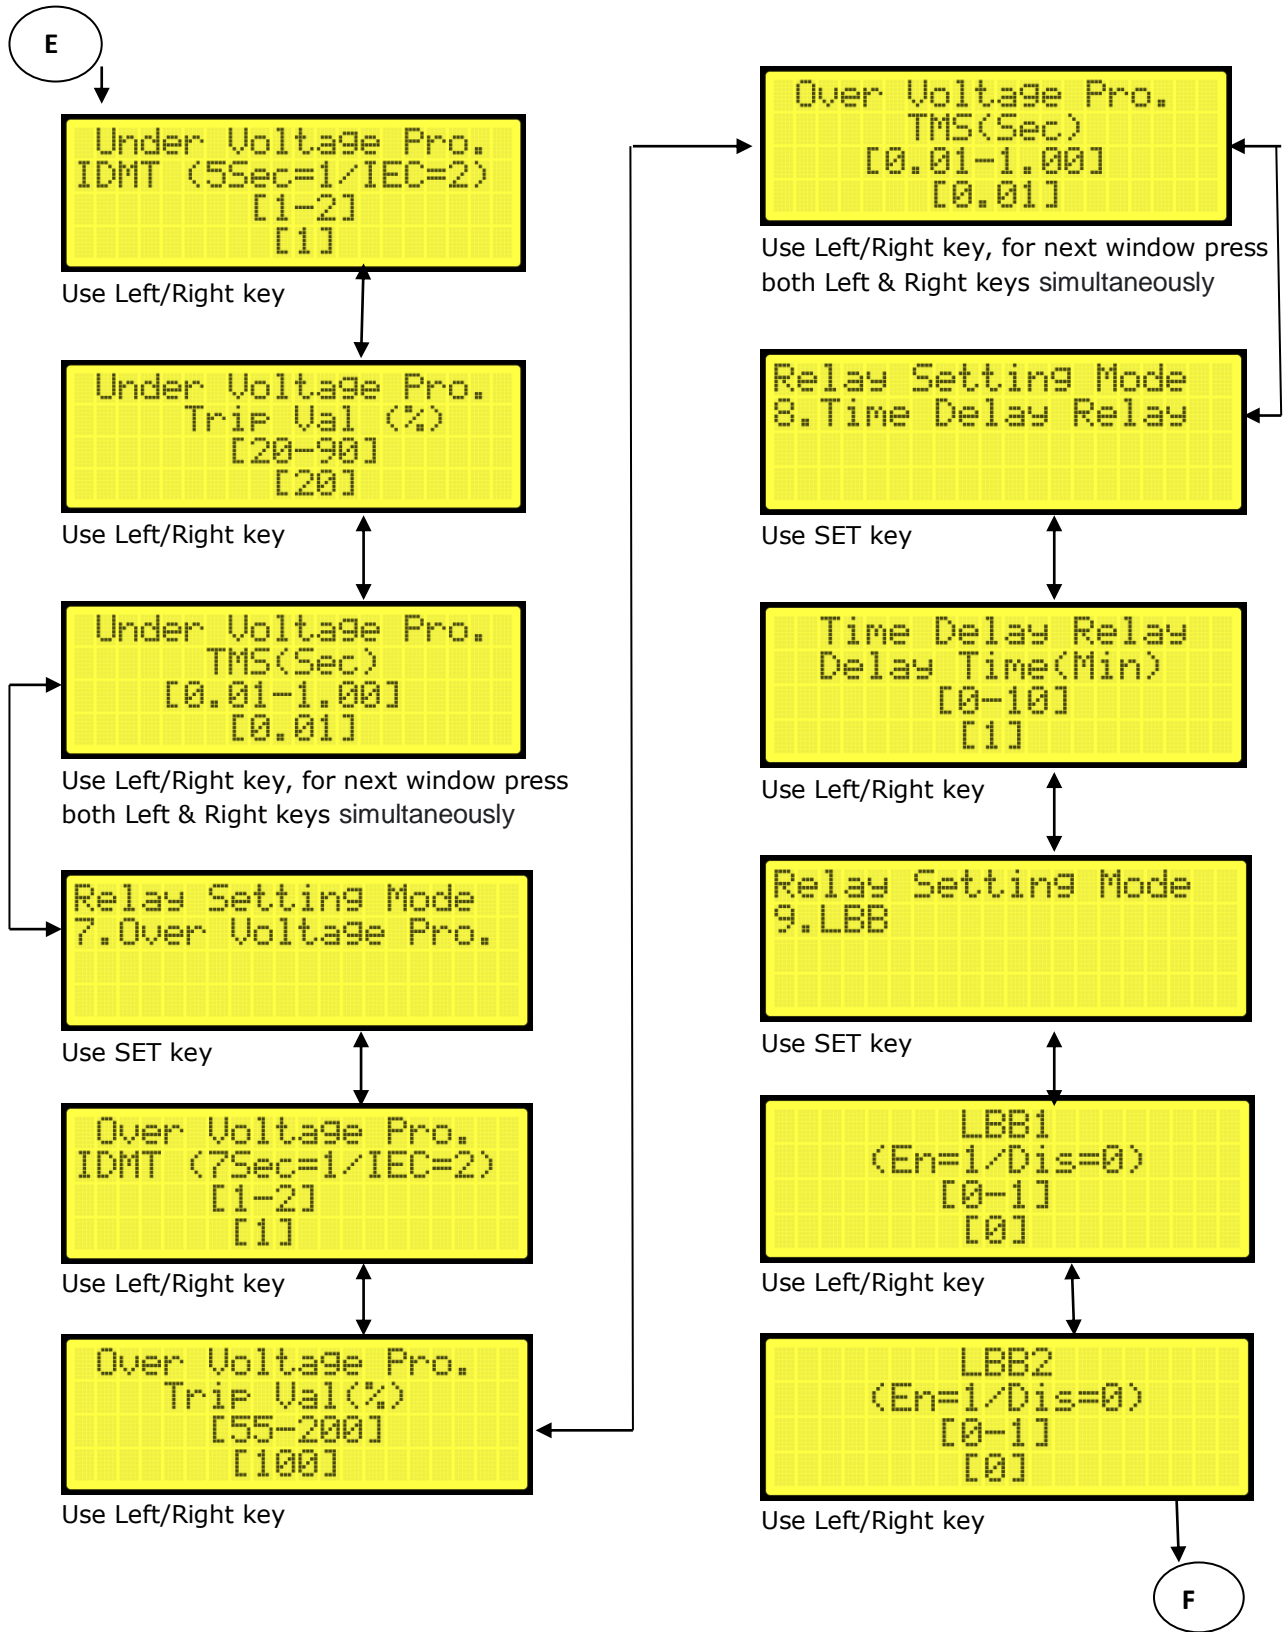 E
Under Voltage Pro.
IDMT (5Sec=1/IEC=2)
[1-2]
[1]
Use Left/Right key
Under Voltage Pro.
Trip Val (%)
[20-90]
[20]
Use Left/Right key
Under Voltage Pro.
TMS(Sec)
[0.01-1.00]
[0.01]
Use Left/Right key, for next window press
both Left & Right keys simultaneously
Relay Setting Mode
7.Over Voltage Pro.
Use SET key
Over Voltage Pro.
IDMT (7Sec=1/IEC=2)
[1-2]
[1]
Use Left/Right key
Over Voltage Pro.
Trip Val(%)
[55-200]
[100]
Use Left/Right key
Over Voltage Pro.
TMS(Sec)
[0.01-1.00]
[0.01]
Use Left/Right key, for next window press
both Left & Right keys simultaneously
Relay Setting Mode
8.Time Delay Relay
Use SET key
Time Delay Relay
Delay Time(Min)
[0-10]
[1]
Use Left/Right key
Relay Setting Mode
9.LBB
Use SET key
LBB1
(En=1/Dis=0)
[0-1]
[0]
Use Left/Right key
LBB2
(En=1/Dis=0)
[0-1]
[0]
Use Left/Right key
F